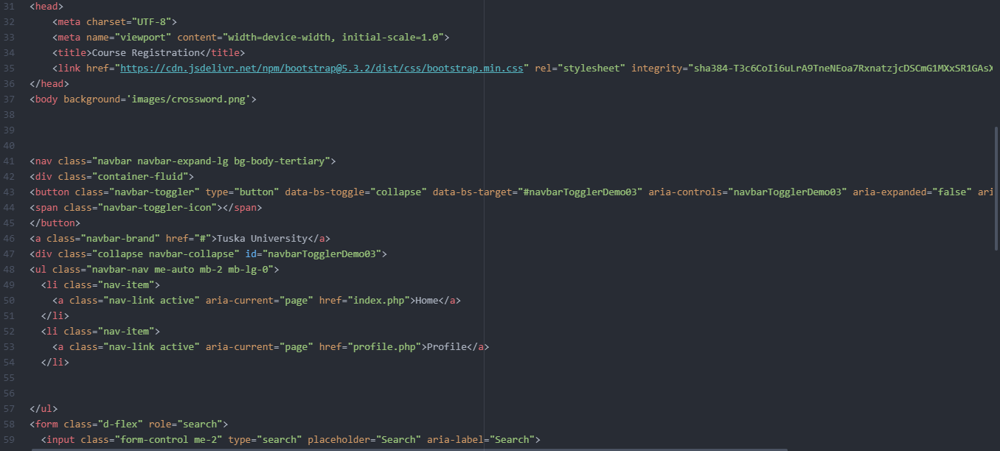 31 <head>
32 <meta charset="UTF-8">
33 <meta name="viewport" content="width=device-width, initial-scale=1.0">
34 <title>Course Registration</title>
35 <link href="https://cdn.jsdelivr.net/npm/bootstrap@5.3.2/dist/css/bootstrap.min.css" rel="stylesheet" integrity="sha384-T3c6CoIi6uLrA9TneNEoa7RxnatzjcDSCmG1MXxSR1GAsX
36 </head>
37 <body background='images/crossword.png'>
38
39
40
41 <nav class="navbar navbar-expand-lg bg-body-tertiary">
42 <div class="container-fluid">
43 <button class="navbar-toggler" type="button" data-bs-toggle="collapse" data-bs-target="#navbarTogglerDemo03" aria-controls="navbarTogglerDemo03" aria-expanded="false" ari
44 <span class="navbar-toggler-icon"></span>
45 </button>
46 <a class="navbar-brand" href="#">Tuska University</a>
47 <div class="collapse navbar-collapse" id="navbarTogglerDemo03">
48 <ul class="navbar-nav me-auto mb-2 mb-lg-0">
49 <li class="nav-item">
50 <a class="nav-link active" aria-current="page" href="index.php">Home</a>
51 </li>
52 <li class="nav-item">
53 <a class="nav-link active" aria-current="page" href="profile.php">Profile</a>
54 </li>
55
56
57 </ul>
58 <form class="d-flex" role="search">
59 <input class="form-control me-2" type="search" placeholder="Search" aria-label="Search">